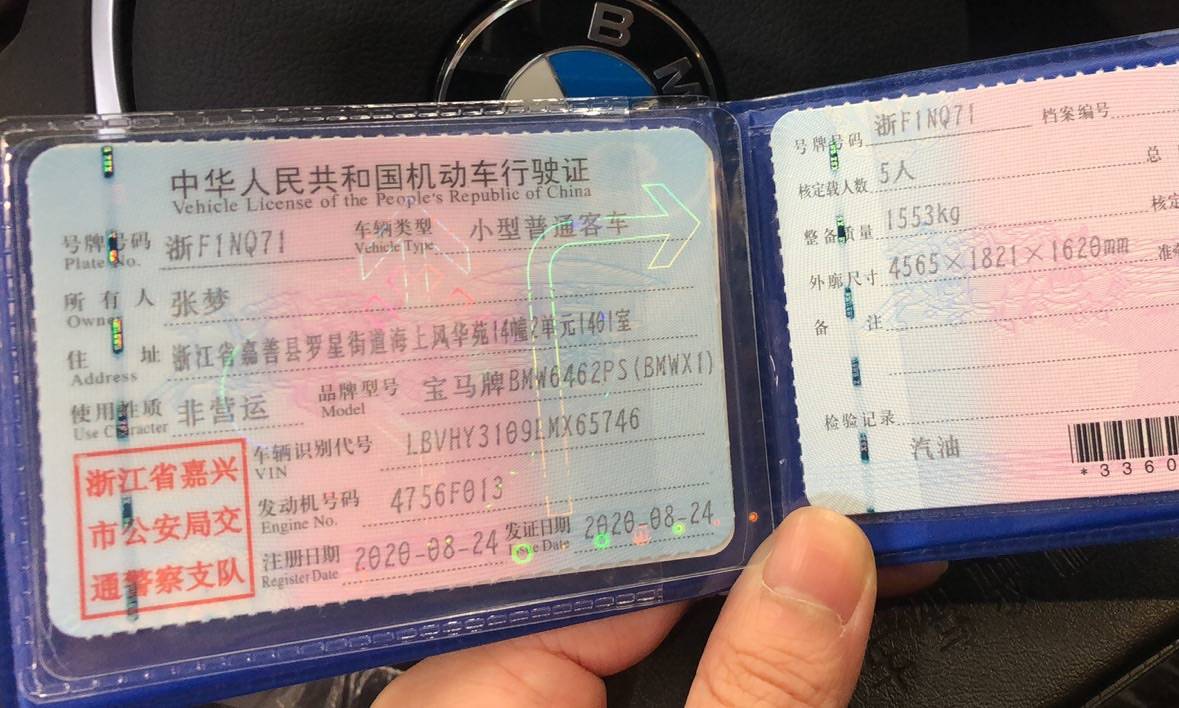 B M
中华人民共和国机动车行驶证
Vehicle License of the People's Republic of China
号牌号码 浙F1NQ71 车辆类型 小型普通客车
Plate No. Vehicle Type
所有人 张梦
Owner
住址 浙江省嘉善县罗星街道海上风华苑14幢2单元1401室
Address
使用性质 非营运 品牌型号 宝马牌BMW6462PS(BMWX1)
Use Character Model
浙江省嘉兴
市公安局交
通警察支队
车辆识别代号 LBVHY3109LMX65746
VIN
发动机号码 4756F013
Engine No.
注册日期 2020-08-24 发证日期 2020-08-24
Register Date Issue Date
号牌号码 浙F1NQ71 档案编号
核定载人数 5人 总
整备质量 1553kg 核定
外廓尺寸 4565×1821×1620mm 准牵
备注
检验记录
汽油
*3360